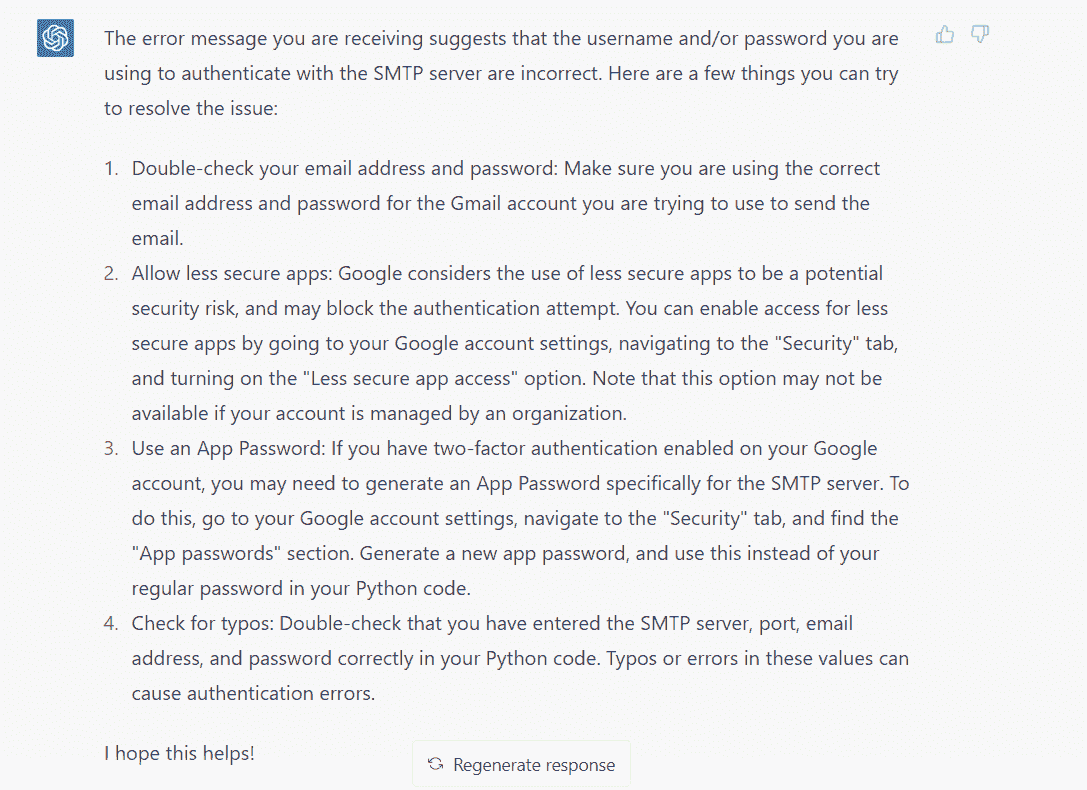 The error message you are receiving suggests that the username and/or password you are
using to authenticate with the SMTP server are incorrect. Here are a few things you can try
to resolve the issue:
1. Double-check your email address and password: Make sure you are using the correct
email address and password for the Gmail account you are trying to use to send the
email.
2. Allow less secure apps: Google considers the use of less secure apps to be a potential
security risk, and may block the authentication attempt. You can enable access for less
secure apps by going to your Google account settings, navigating to the "Security" tab,
and turning on the "Less secure app access" option. Note that this option may not be
available if your account is managed by an organization.
3. Use an App Password: If you have two-factor authentication enabled on your Google
account, you may need to generate an App Password specifically for the SMTP server. To
do this, go to your Google account settings, navigate to the "Security" tab, and find the
"App passwords" section. Generate a new app password, and use this instead of your
regular password in your Python code.
4. Check for typos: Double-check that you have entered the SMTP server, port, email
address, and password correctly in your Python code. Typos or errors in these values can
cause authentication errors.
I hope this helps!
Regenerate response